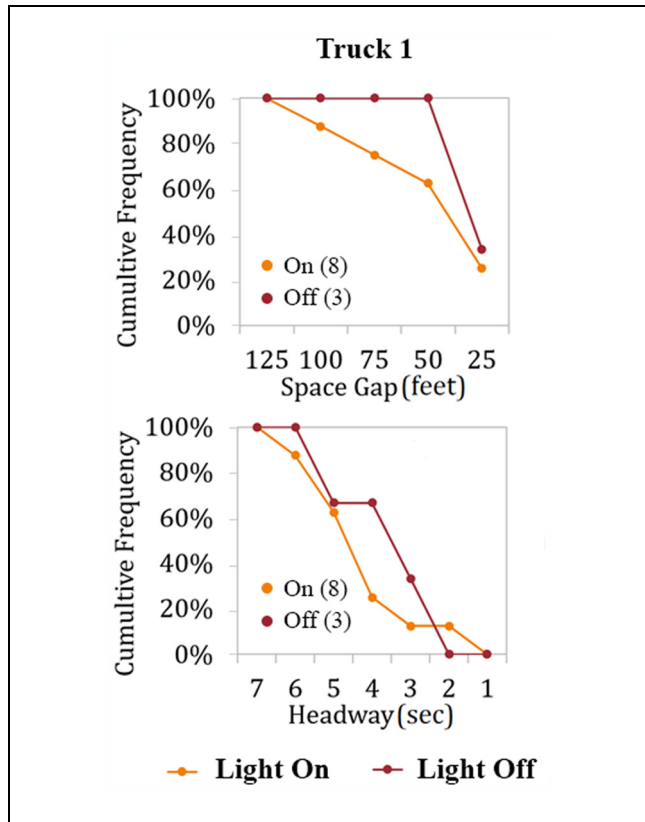 Truck 1
Cumultive Frequency
100%
80%
60%
40%
20%
0%
On (8)
Off (3)
125 100 75 50 25
Space Gap (feet)
Cumultive Frequency
100%
80%
60%
40%
20%
0%
On (8)
Off (3)
7 6 5 4 3 2 1
Headway (sec)
Light On Light Off